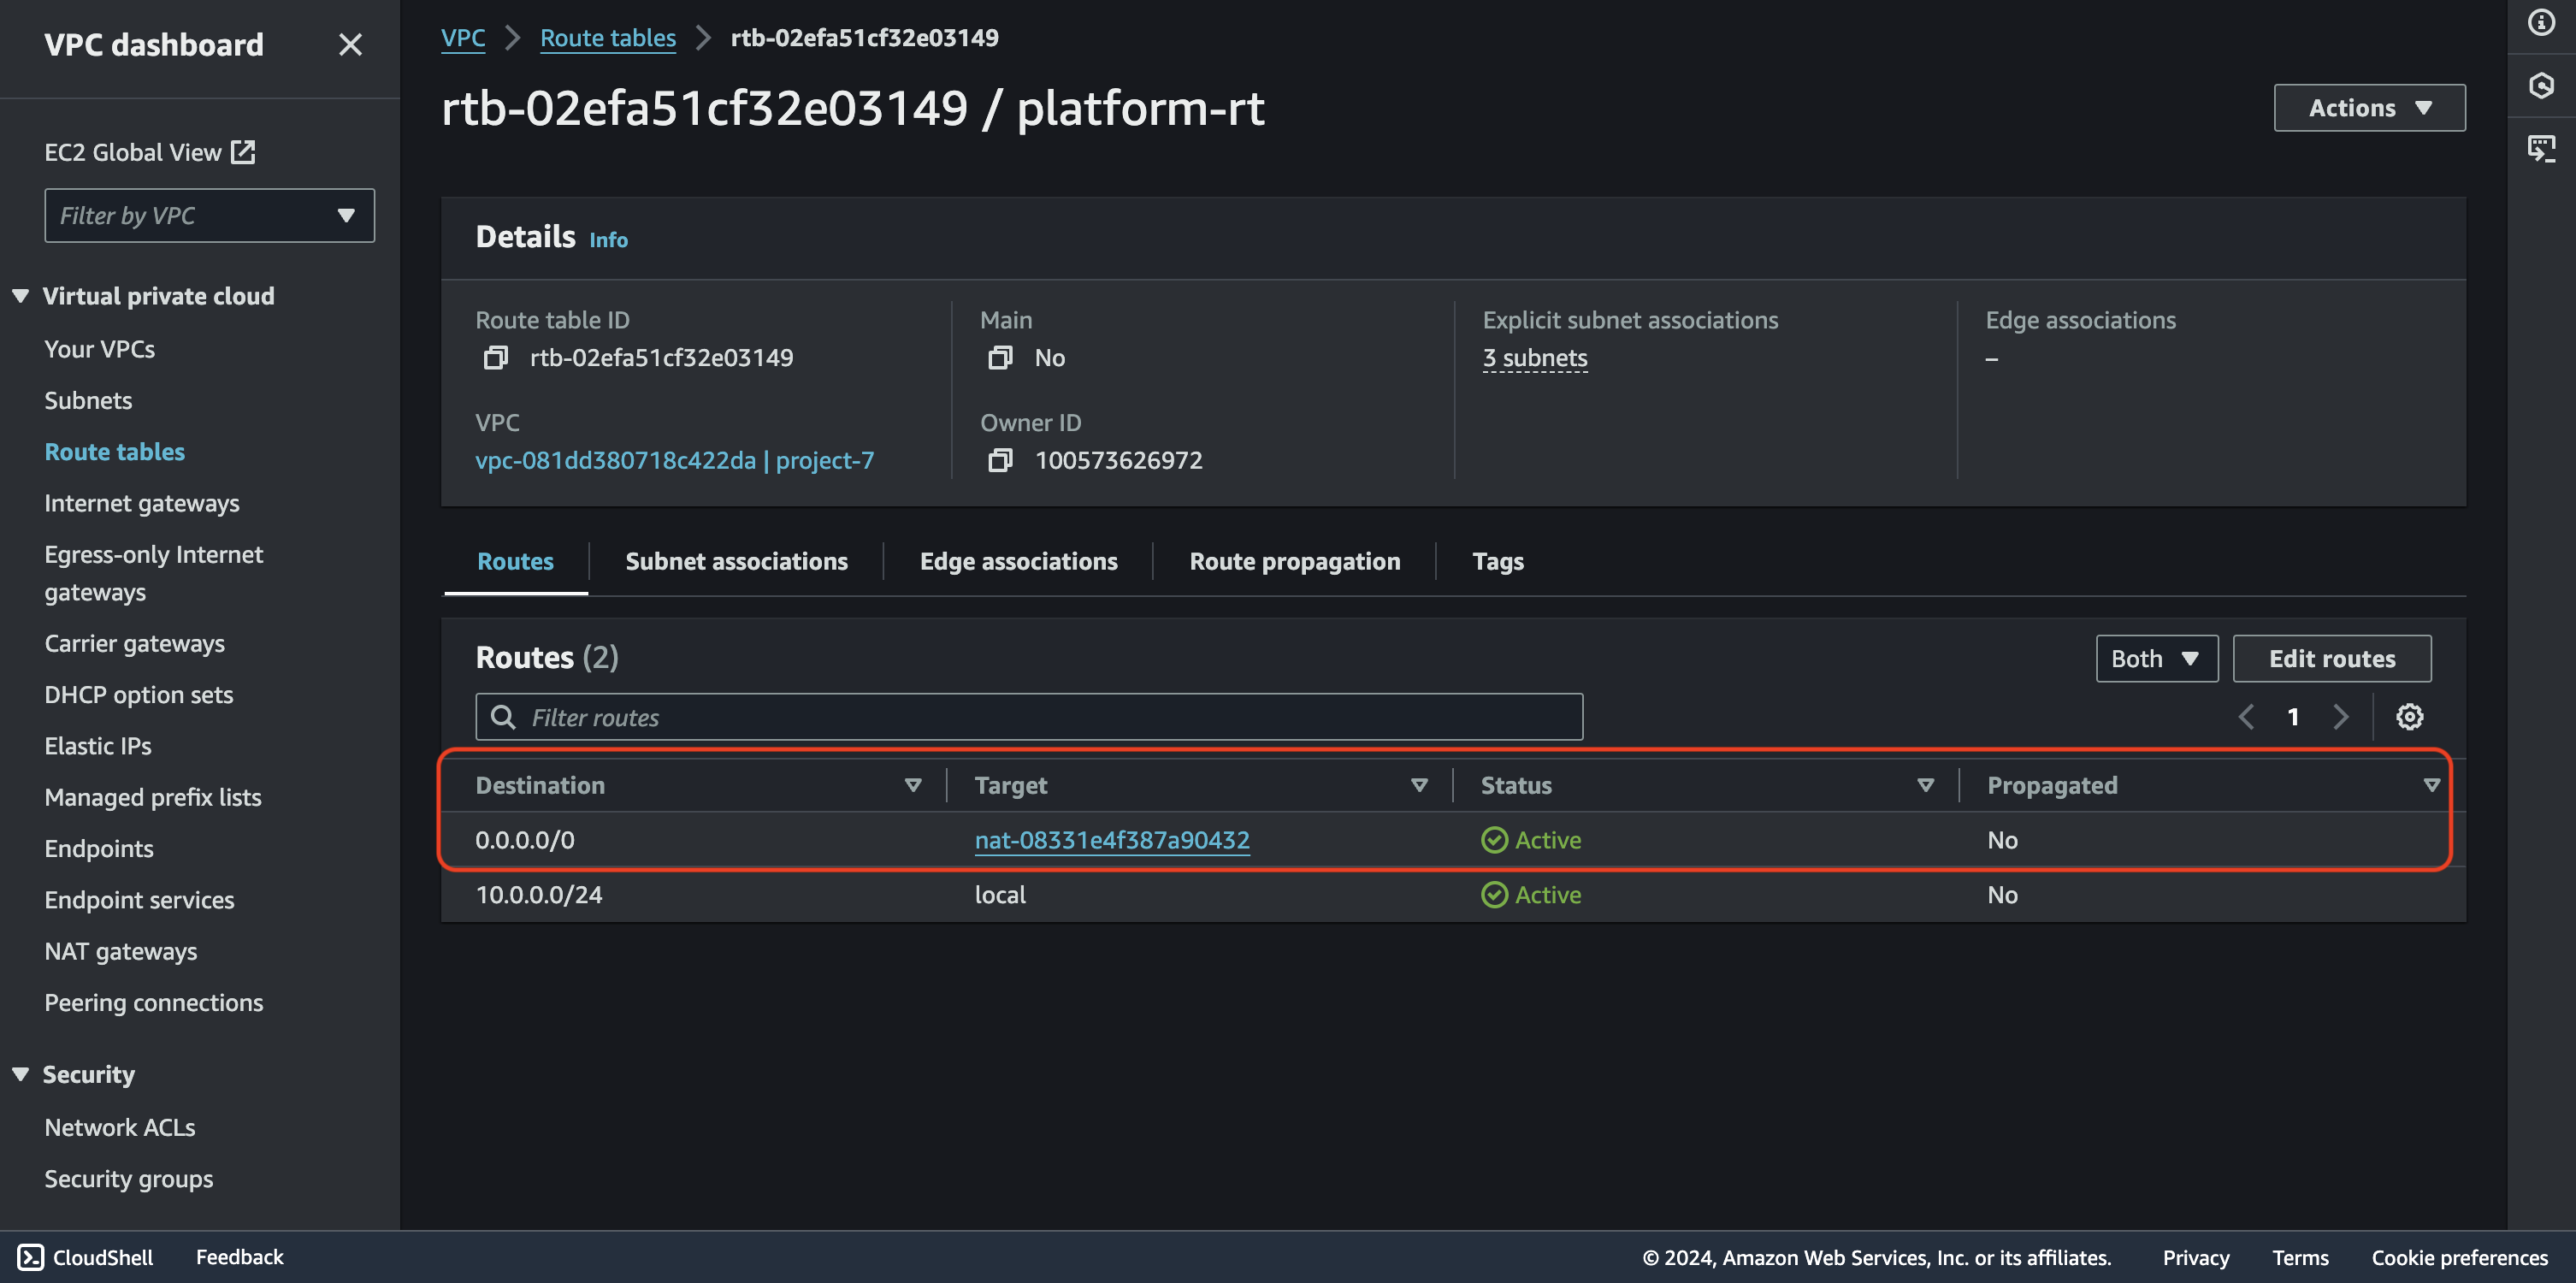 VPC dashboard
EC2 Global View
Filter by VPC
Virtual private cloud
Your VPCs
Subnets
Route tables
Internet gateways
Egress-only Internet
gateways
Carrier gateways
DHCP option sets
Elastic IPs
Managed prefix lists
Endpoints
Endpoint services
NAT gateways
Peering connections
Security
Network ACLs
Security groups
VPC Route tables rtb-02efa51cf32e03149
rtb-02efa51cf32e03149 / platform-rt
Actions
Details Info
Route table ID
rtb-02efa51cf32e03149
Main
No
Explicit subnet associations
3 subnets
Edge associations
–
VPC
vpc-081dd380718c422da | project-7
Owner ID
100573626972
Routes Subnet associations Edge associations Route propagation Tags
Routes (2)
Both Edit routes
Filter routes
1
Destination Target Status Propagated
0.0.0.0/0 nat-08331e4f387a90432 Active No
10.0.0.0/24 local Active No
CloudShell Feedback © 2024, Amazon Web Services, Inc. or its affiliates. Privacy Terms Cookie preferences